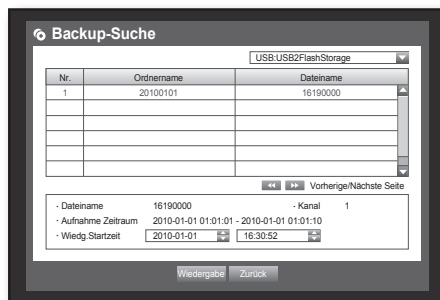 Backup-Suche
USB:USB2FlashStorage
Nr. Ordnername Dateiname
1 20100101 16190000
Vorherige/Nächste Seite
· Dateiname 16190000 · Kanal 1
· Aufnahme Zeitraum 2010-01-01 01:01:01 - 2010-01-01 01:01:10
· Wiedg.Startzeit 2010-01-01 16:30:52
Wiedergabe Zurück